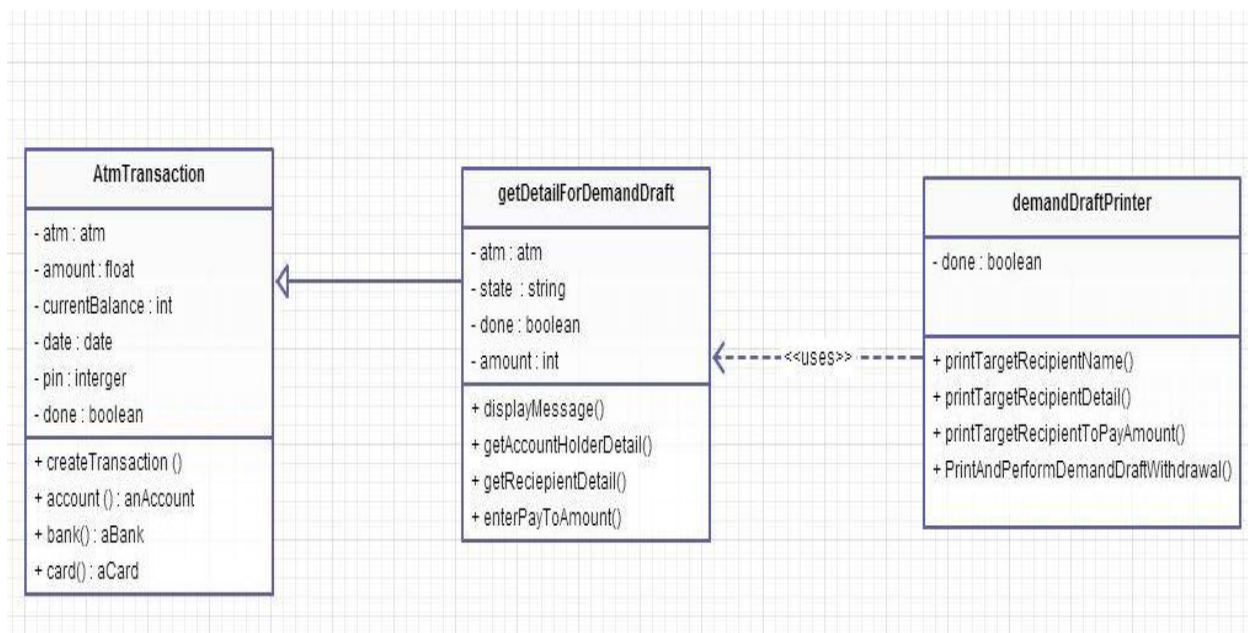 AtmTransaction
- atm : atm
- amount : float
- currentBalance : int
- date : date
- pin : interger
- done : boolean
+ createTransaction ()
+ account () : anAccount
+ bank() : aBank
+ card() : aCard
getDetailForDemandDraft
- atm : atm
- state : string
- done : boolean
- amount : int
+ displayMessage()
+ getAccountHolderDetail()
+ getReciepientDetail()
+ enterPayToAmount()
<<uses>>
demandDraftPrinter
- done : boolean
+ printTargetRecipientName()
+ printTargetRecipientDetail()
+ printTargetRecipientToPayAmount()
+ PrintAndPerformDemandDraftWithdrawal()